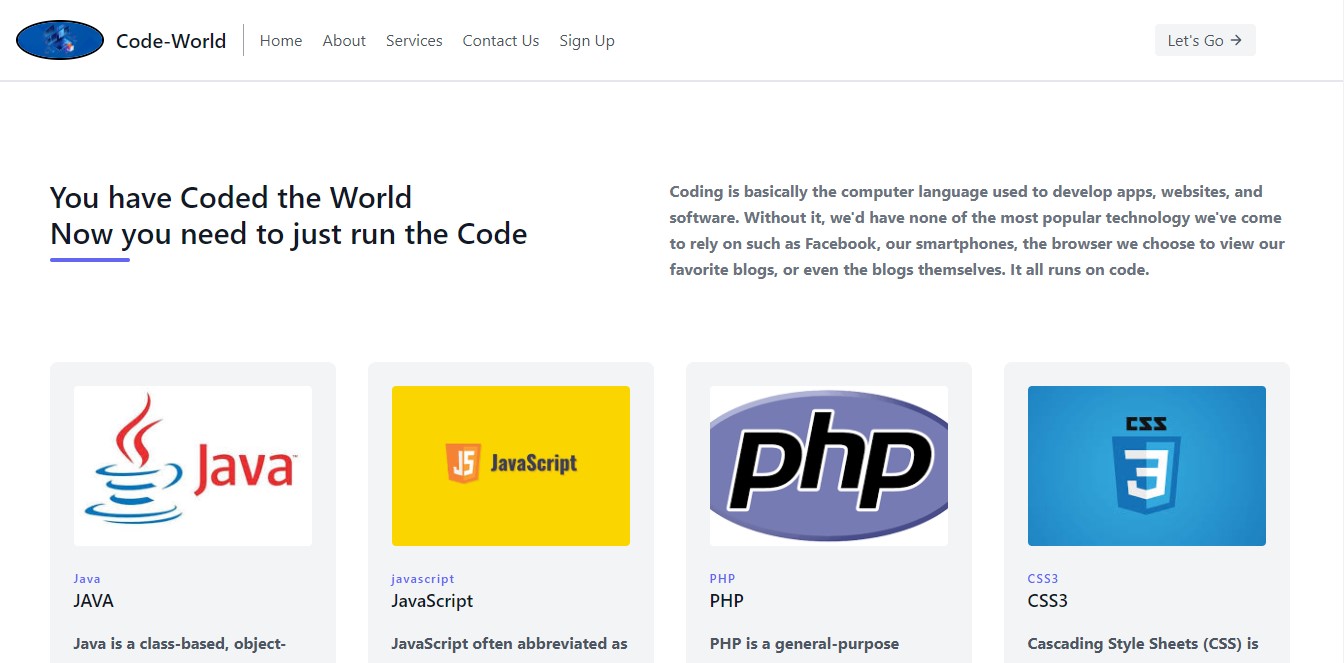 Code-World
Home About Services Contact Us Sign Up
Let's Go →
You have Coded the World
Now you need to just run the Code
Coding is basically the computer language used to develop apps, websites, and
software. Without it, we'd have none of the most popular technology we've come
to rely on such as Facebook, our smartphones, the browser we choose to view our
favorite blogs, or even the blogs themselves. It all runs on code.
Java™
JS JavaScript
php
CSS
3
Java
JAVA
Java is a class-based, object-
javascript
JavaScript
JavaScript often abbreviated as
PHP
PHP
PHP is a general-purpose
CSS3
CSS3
Cascading Style Sheets (CSS) is